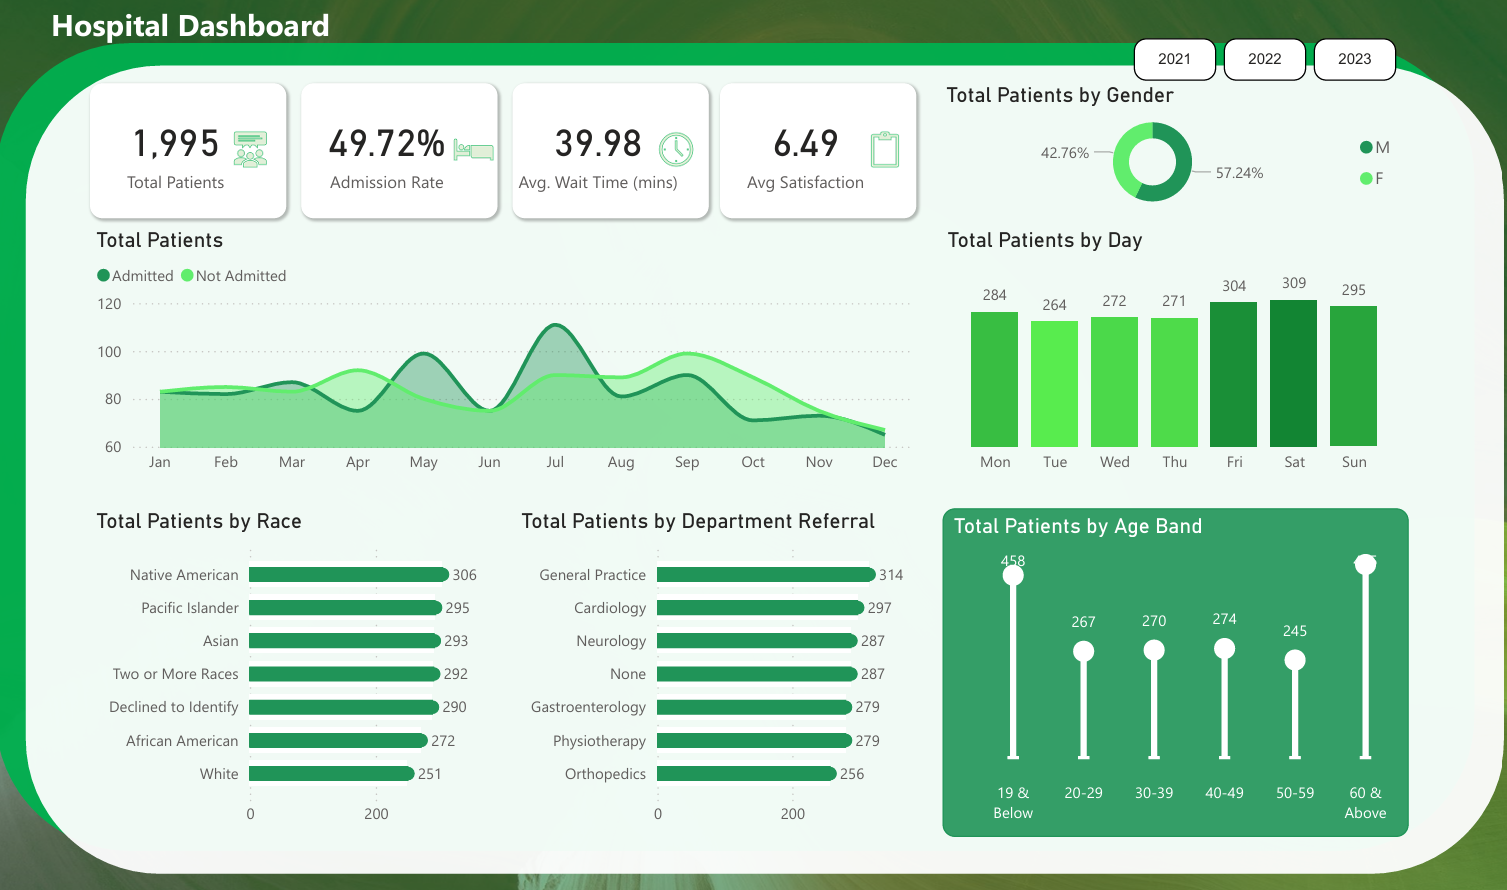 Hospital Dashboard
2021
2022
2023
1,995
Total Patients
49.72%
Admission Rate
39.98
Avg. Wait Time (mins)
6.49
Avg Satisfaction
Total Patients by Gender
42.76%
57.24%
M
F
Total Patients
Admitted
Not Admitted
120
100
80
60
Jan Feb Mar Apr May Jun Jul Aug Sep Oct Nov Dec
Total Patients by Day
284 264 272 271 304 309 295
Mon Tue Wed Thu Fri Sat Sun
Total Patients by Race
Native American 306
Pacific Islander 295
Asian 293
Two or More Races 292
Declined to Identify 290
African American 272
White 251
0 200
Total Patients by Department Referral
General Practice 314
Cardiology 297
Neurology 287
None 287
Gastroenterology 279
Physiotherapy 279
Orthopedics 256
0 200
Total Patients by Age Band
458 267 270 274 245
19 & 20-29 30-39 40-49 50-59 60 &
Below Above